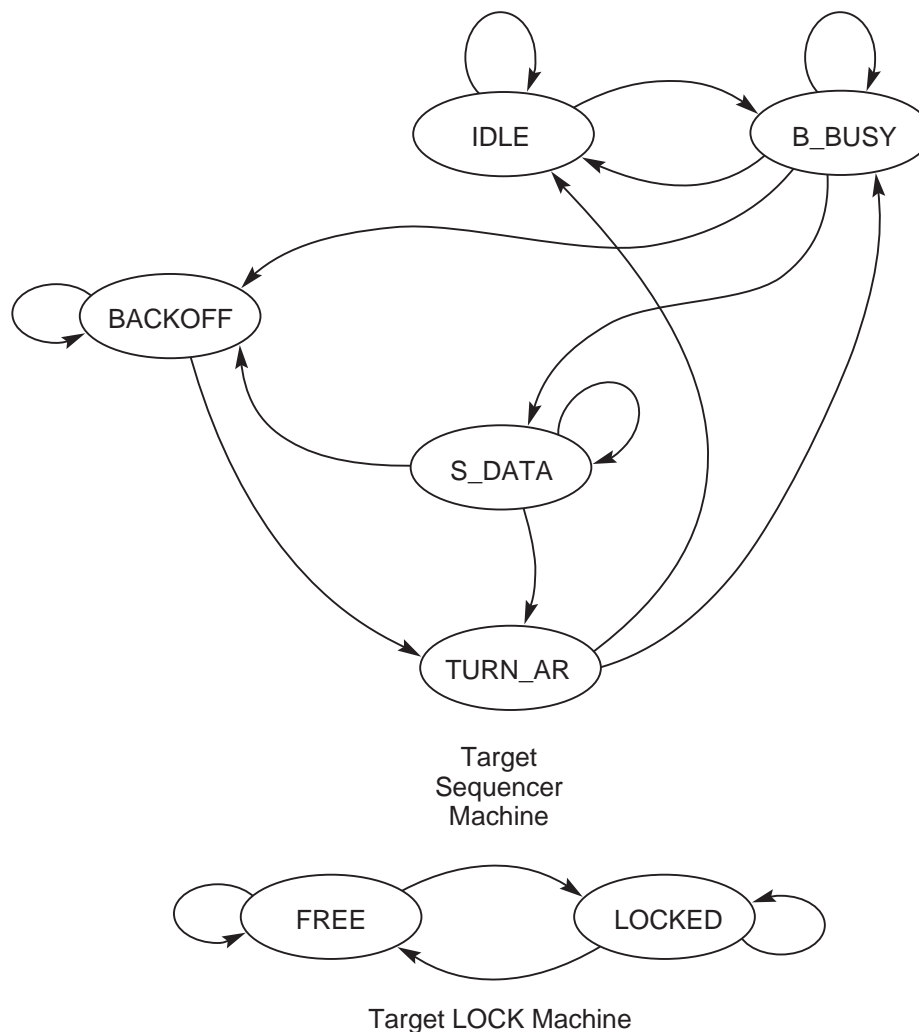 IDLE
B_BUSY
BACKOFF
S_DATA
TURN_AR
Target
Sequencer
Machine
FREE
LOCKED
Target LOCK Machine